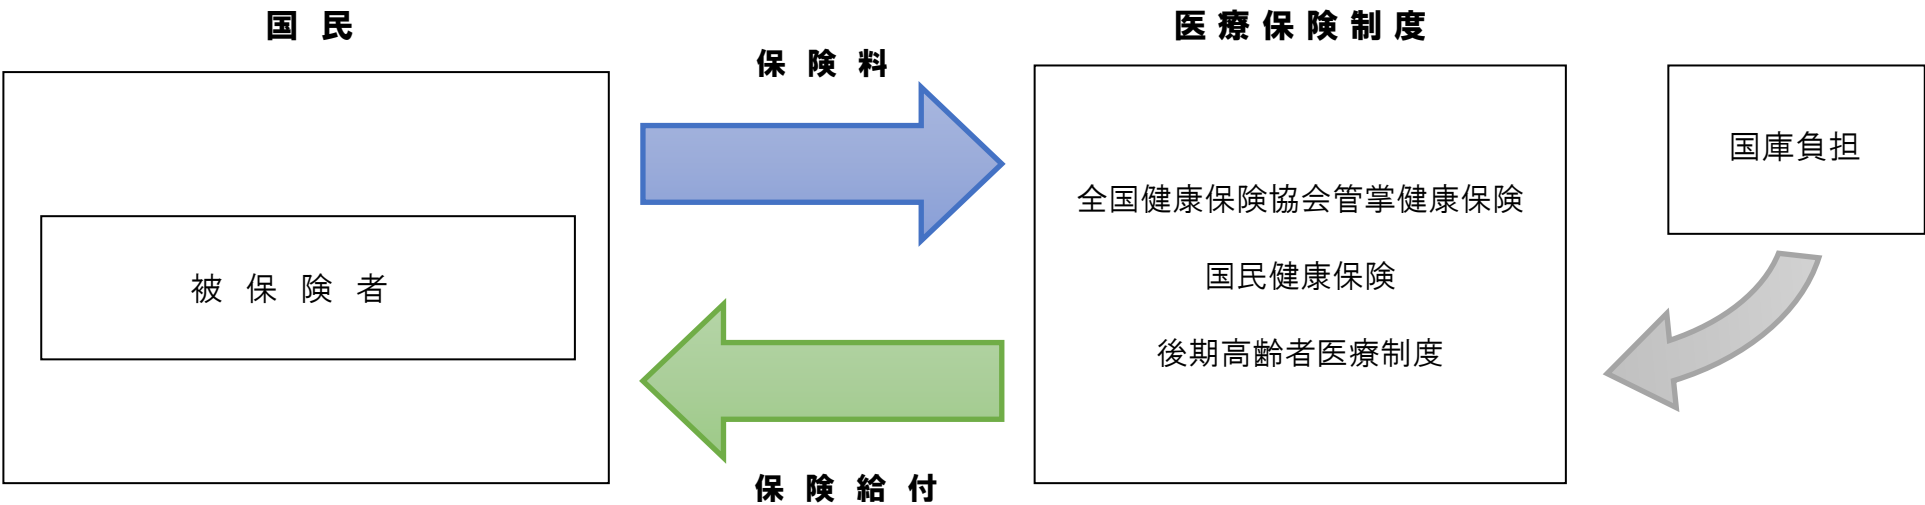 国民
医療保険制度
保険料
国庫負担
全国健康保険協会管掌健康保険
国民健康保険
被保険者
後期高齢者医療制度
保険給付